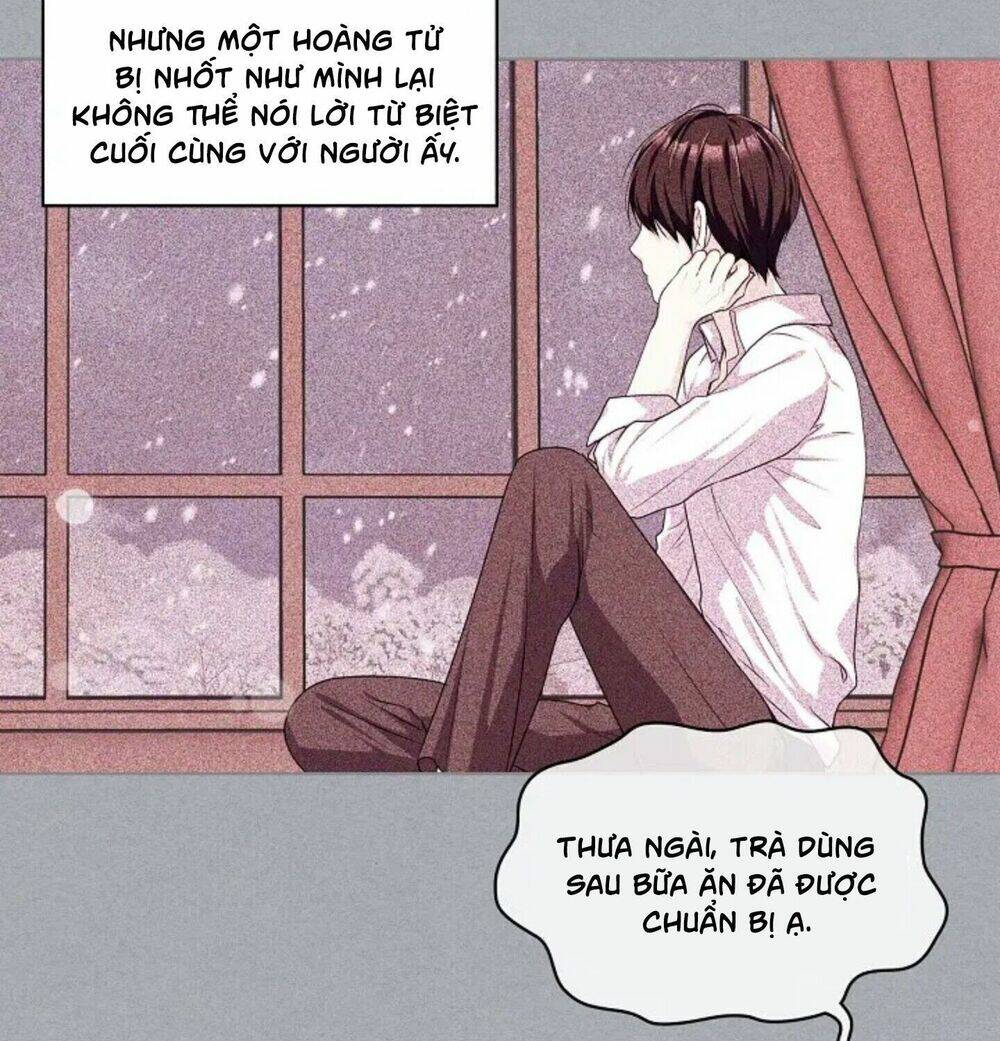 NHƯNG MỘT HOÀNG TỬ
BỊ NHỐT NHƯ MÌNH LẠI
KHÔNG THỂ NÓI LỜI TỪ BIỆT
CUỐI CÙNG VỚI NGƯỜI ẤY.
THƯA NGÀI, TRÀ DÙNG
SAU BỮA ĂN ĐÃ ĐƯỢC
CHUẨN BỊ Ạ.